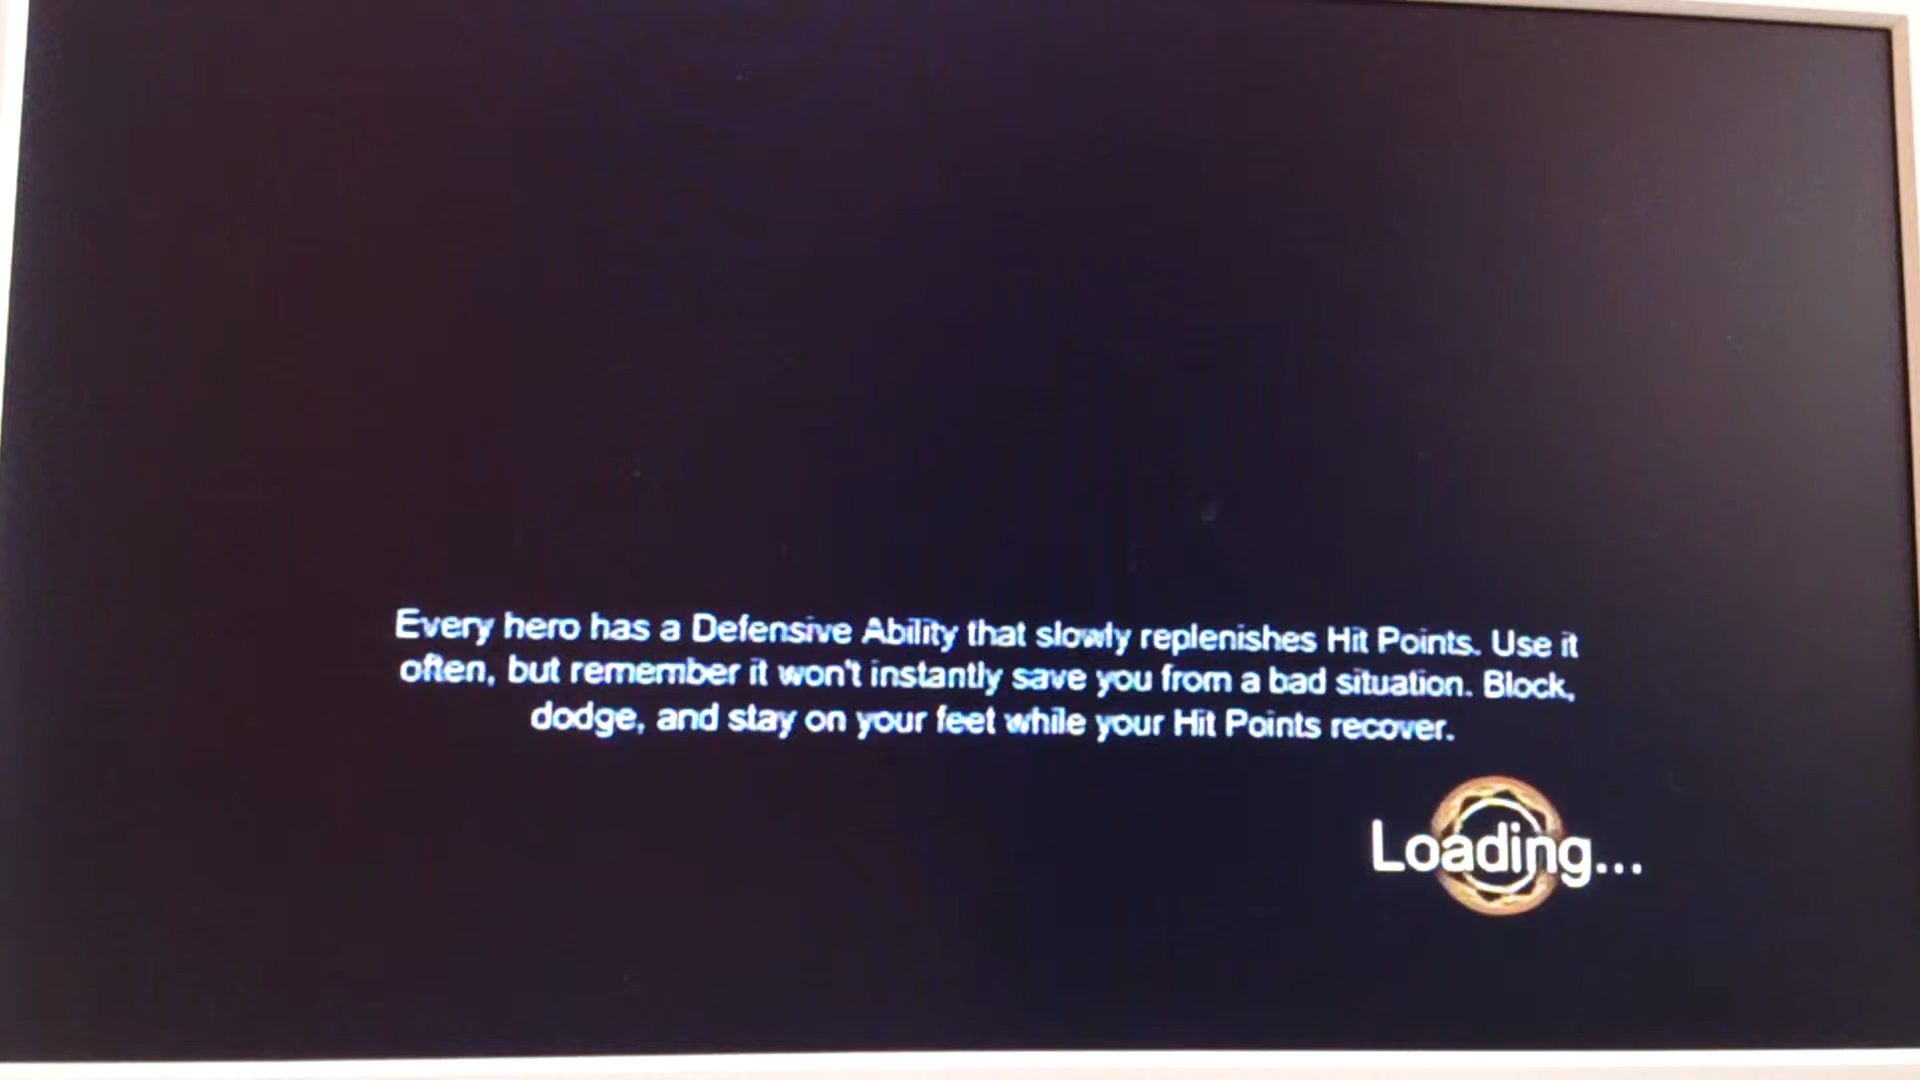 Every hero has a Defensive Ability that slowly replenishes Hit Points. Use it
often, but remember it won't instantly save you from a bad situation. Block,
dodge, and stay on your feet while your Hit Points recover.
Loading...